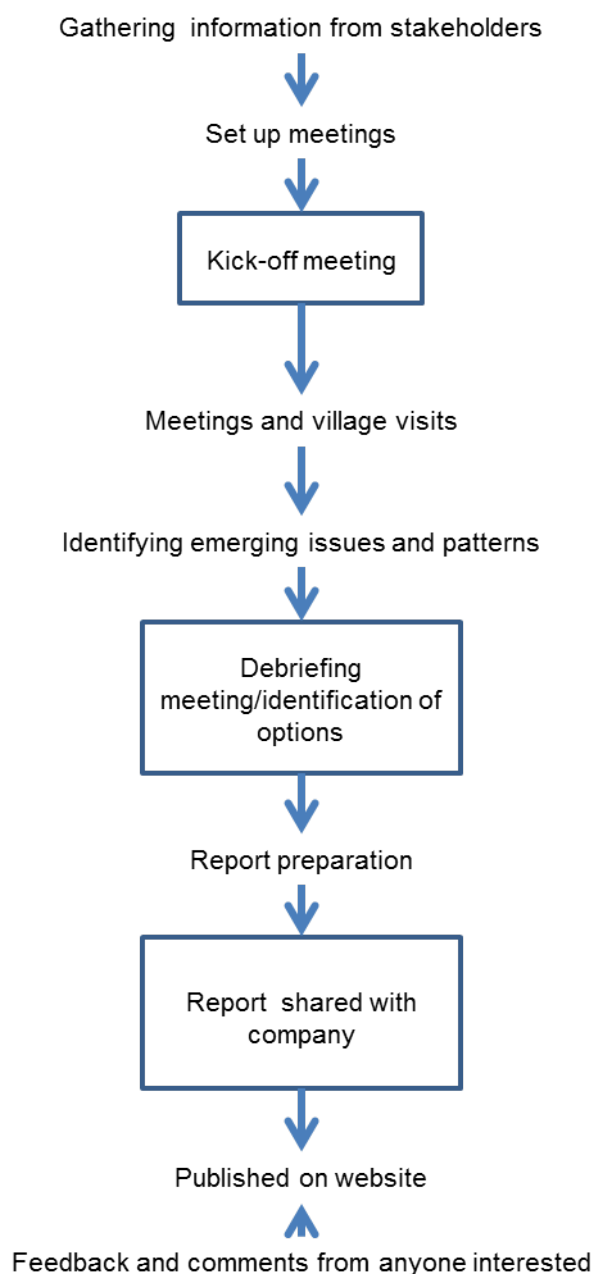 Gathering information from stakeholders
Set up meetings
Kick-off meeting
Meetings and village visits
Identifying emerging issues and patterns
Debriefing
meeting/identification of
options
Report preparation
Report shared with
company
Published on website
Feedback and comments from anyone interested